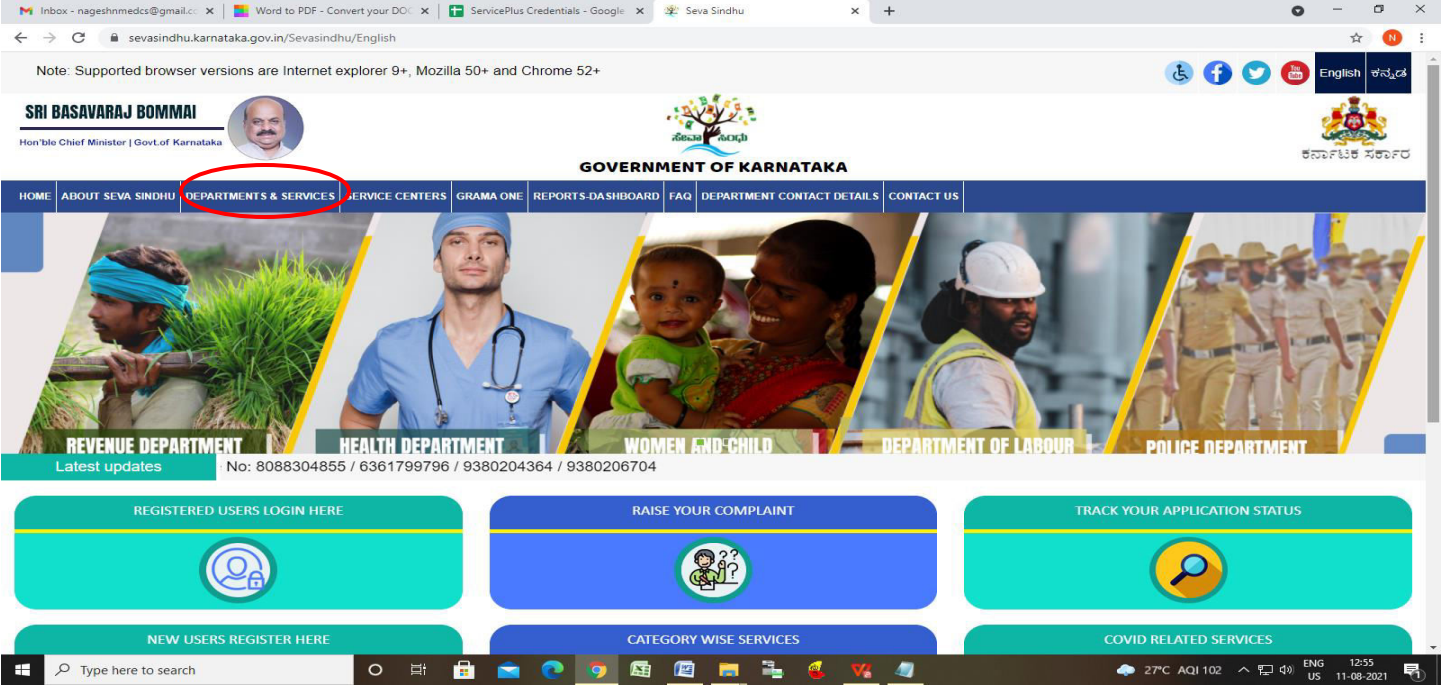 Inbox - nageshnmedcs@gmail.c
Word to PDF - Convert your DOC
ServicePlus Credentials - Google
Seva Sindhu
sevasindhu.karnataka.gov.in/Sevasindhu/English
N
Note: Supported browser versions are Internet explorer 9+, Mozilla 50+ and Chrome 52+
You Tube
English ಕನ್ನಡ
SRI BASAVARAJ BOMMAI
Hon'ble Chief Minister | Govt.of Karnataka
ಸೇವಾ ಸಿಂಧು
GOVERNMENT OF KARNATAKA
ಕರ್ನಾಟಕ ಸರ್ಕಾರ
HOME ABOUT SEVA SINDHU DEPARTMENTS & SERVICES SERVICE CENTERS GRAMA ONE REPORTS-DASHBOARD FAQ DEPARTMENT CONTACT DETAILS CONTACT US
REVENUE DEPARTMENT HEALTH DEPARTMENT WOMEN AND CHILD DEPARTMENT OF LABOUR POLICE DEPARTMENT
Latest updates No: 8088304855 / 6361799796 / 9380204364 / 9380206704
REGISTERED USERS LOGIN HERE
RAISE YOUR COMPLAINT
TRACK YOUR APPLICATION STATUS
NEW USERS REGISTER HERE
CATEGORY WISE SERVICES
COVID RELATED SERVICES
Type here to search
27°C AQI 102
ENG
US
12:55
11-08-2021